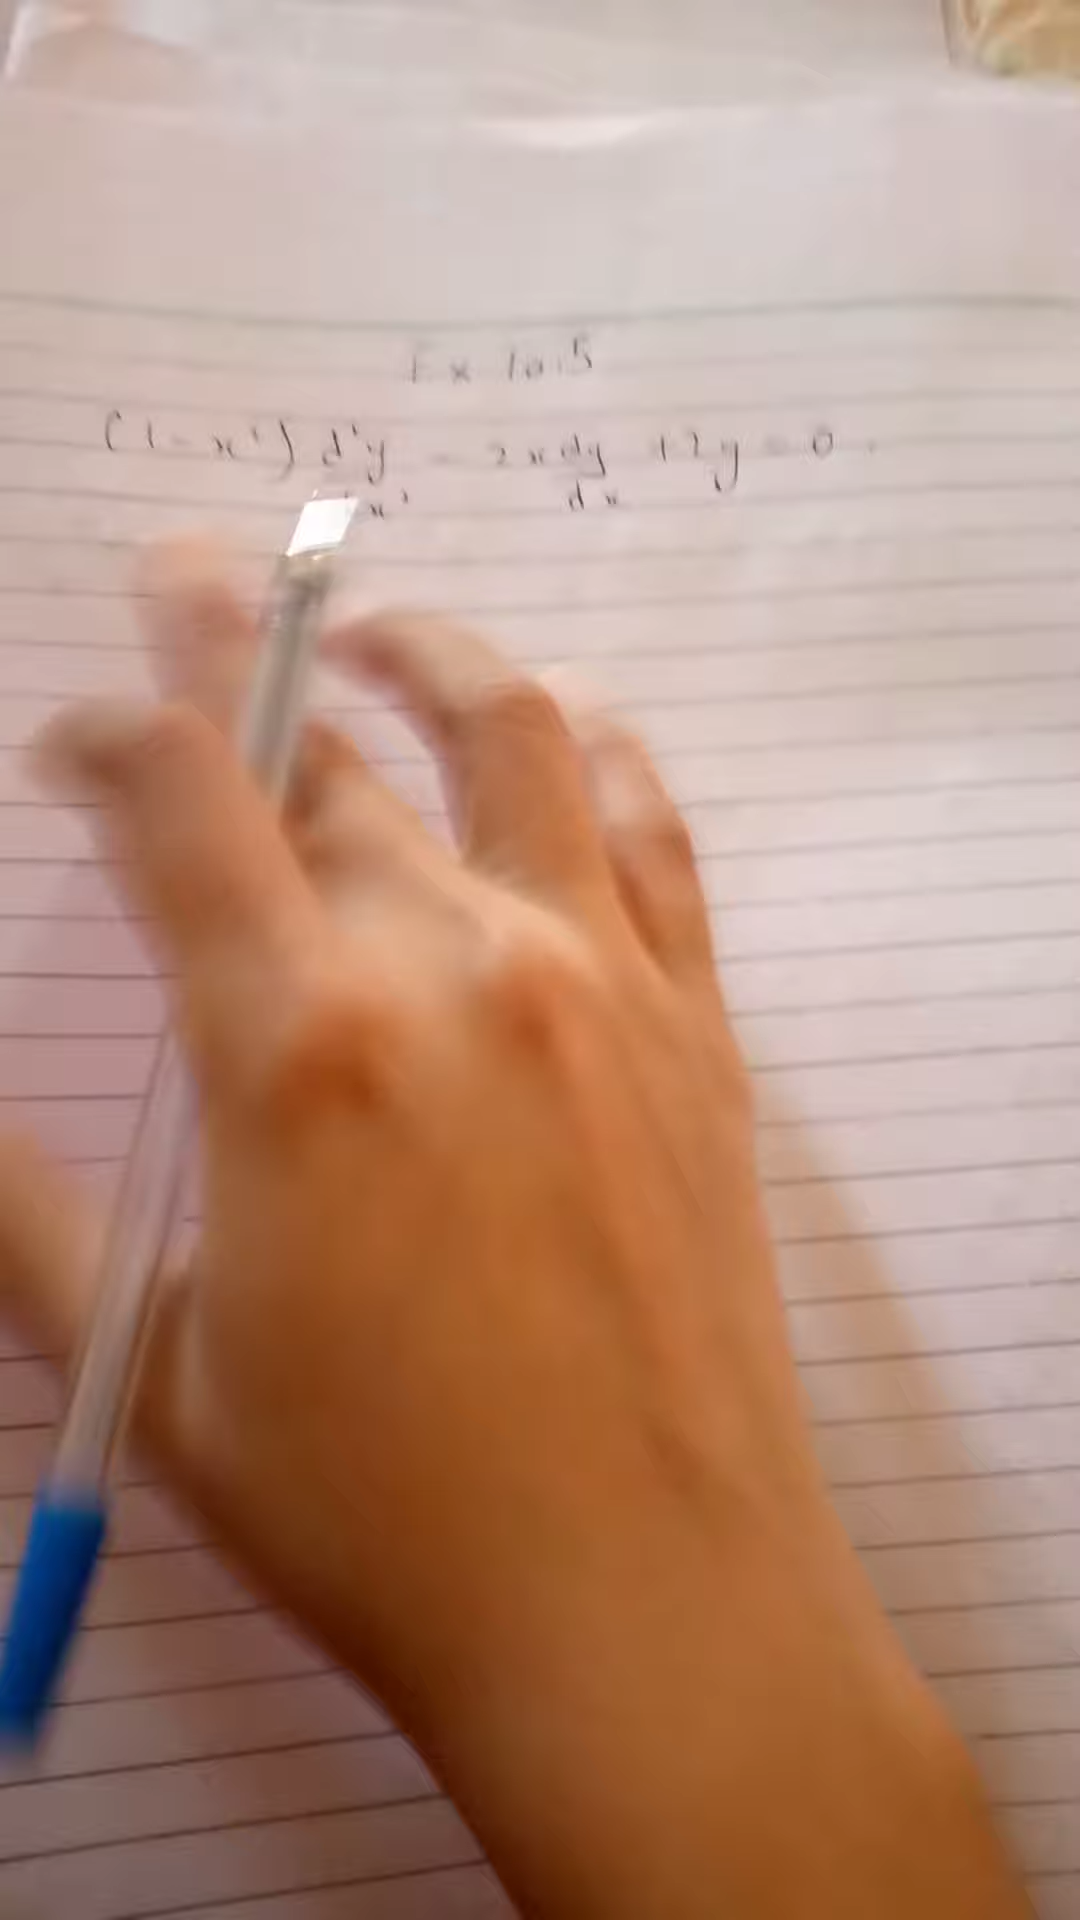 Ex 10.5
(1-x²) d²y/dx² - 2x dy/dx + 2y = 0.